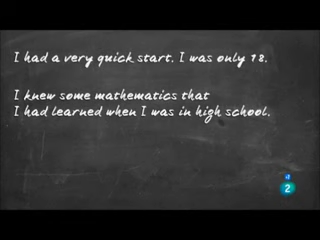 I had a very quick start. I was only 18.
I knew some mathematics that
I had learned when I was in high school.
2